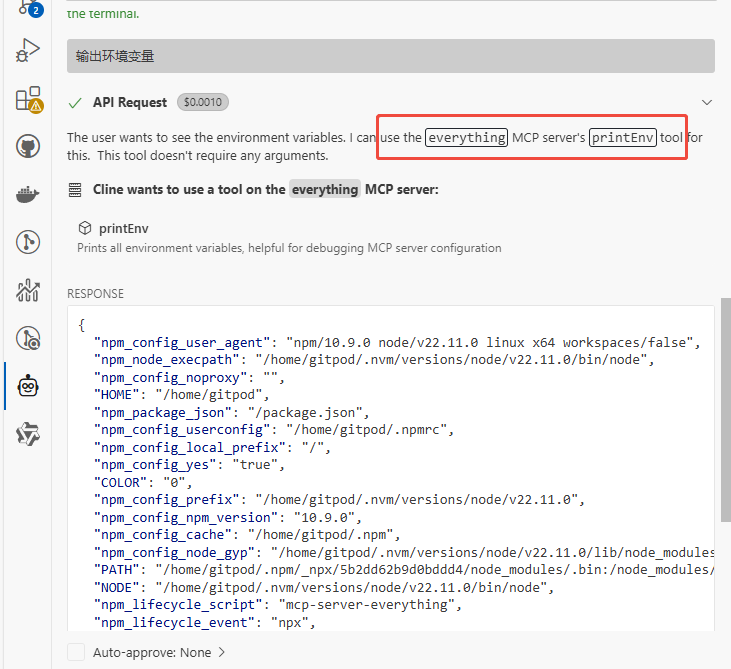 2
the terminal.
输出环境变量
API Request $0.0010
The user wants to see the environment variables. I can use the everything MCP server's printEnv tool for
this. This tool doesn't require any arguments.
Cline wants to use a tool on the everything MCP server:
printEnv
Prints all environment variables, helpful for debugging MCP server configuration
RESPONSE
{
"npm_config_user_agent": "npm/10.9.0 node/v22.11.0 linux x64 workspaces/false",
"npm_node_execpath": "/home/gitpod/.nvm/versions/node/v22.11.0/bin/node",
"npm_config_noproxy": "",
"HOME": "/home/gitpod",
"npm_package_json": "/package.json",
"npm_config_userconfig": "/home/gitpod/.npmrc",
"npm_config_local_prefix": "/",
"npm_config_yes": "true",
"COLOR": "0",
"npm_config_prefix": "/home/gitpod/.nvm/versions/node/v22.11.0",
"npm_config_npm_version": "10.9.0",
"npm_config_cache": "/home/gitpod/.npm",
"npm_config_node_gyp": "/home/gitpod/.nvm/versions/node/v22.11.0/lib/node_modules
"PATH": "/home/gitpod/.npm/_npx/5b2dd62b9d0bddd4/node_modules/.bin:/node_modules/
"NODE": "/home/gitpod/.nvm/versions/node/v22.11.0/bin/node",
"npm_lifecycle_script": "mcp-server-everything",
"npm_lifecycle_event": "npx",
Auto-approve: None